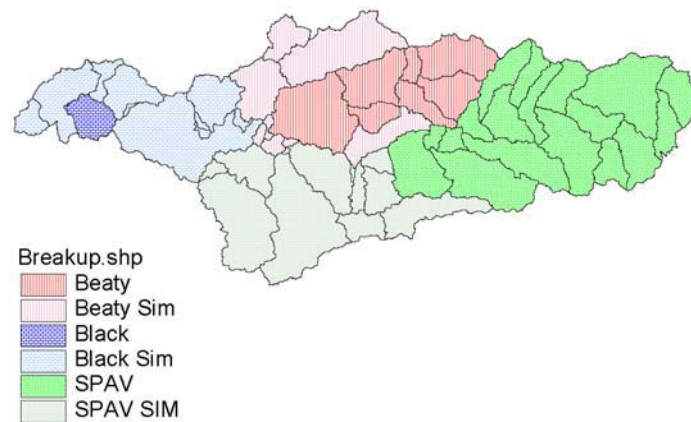 Breakup.shp
Beaty
Beaty Sim
Black
Black Sim
SPAV
SPAV SIM